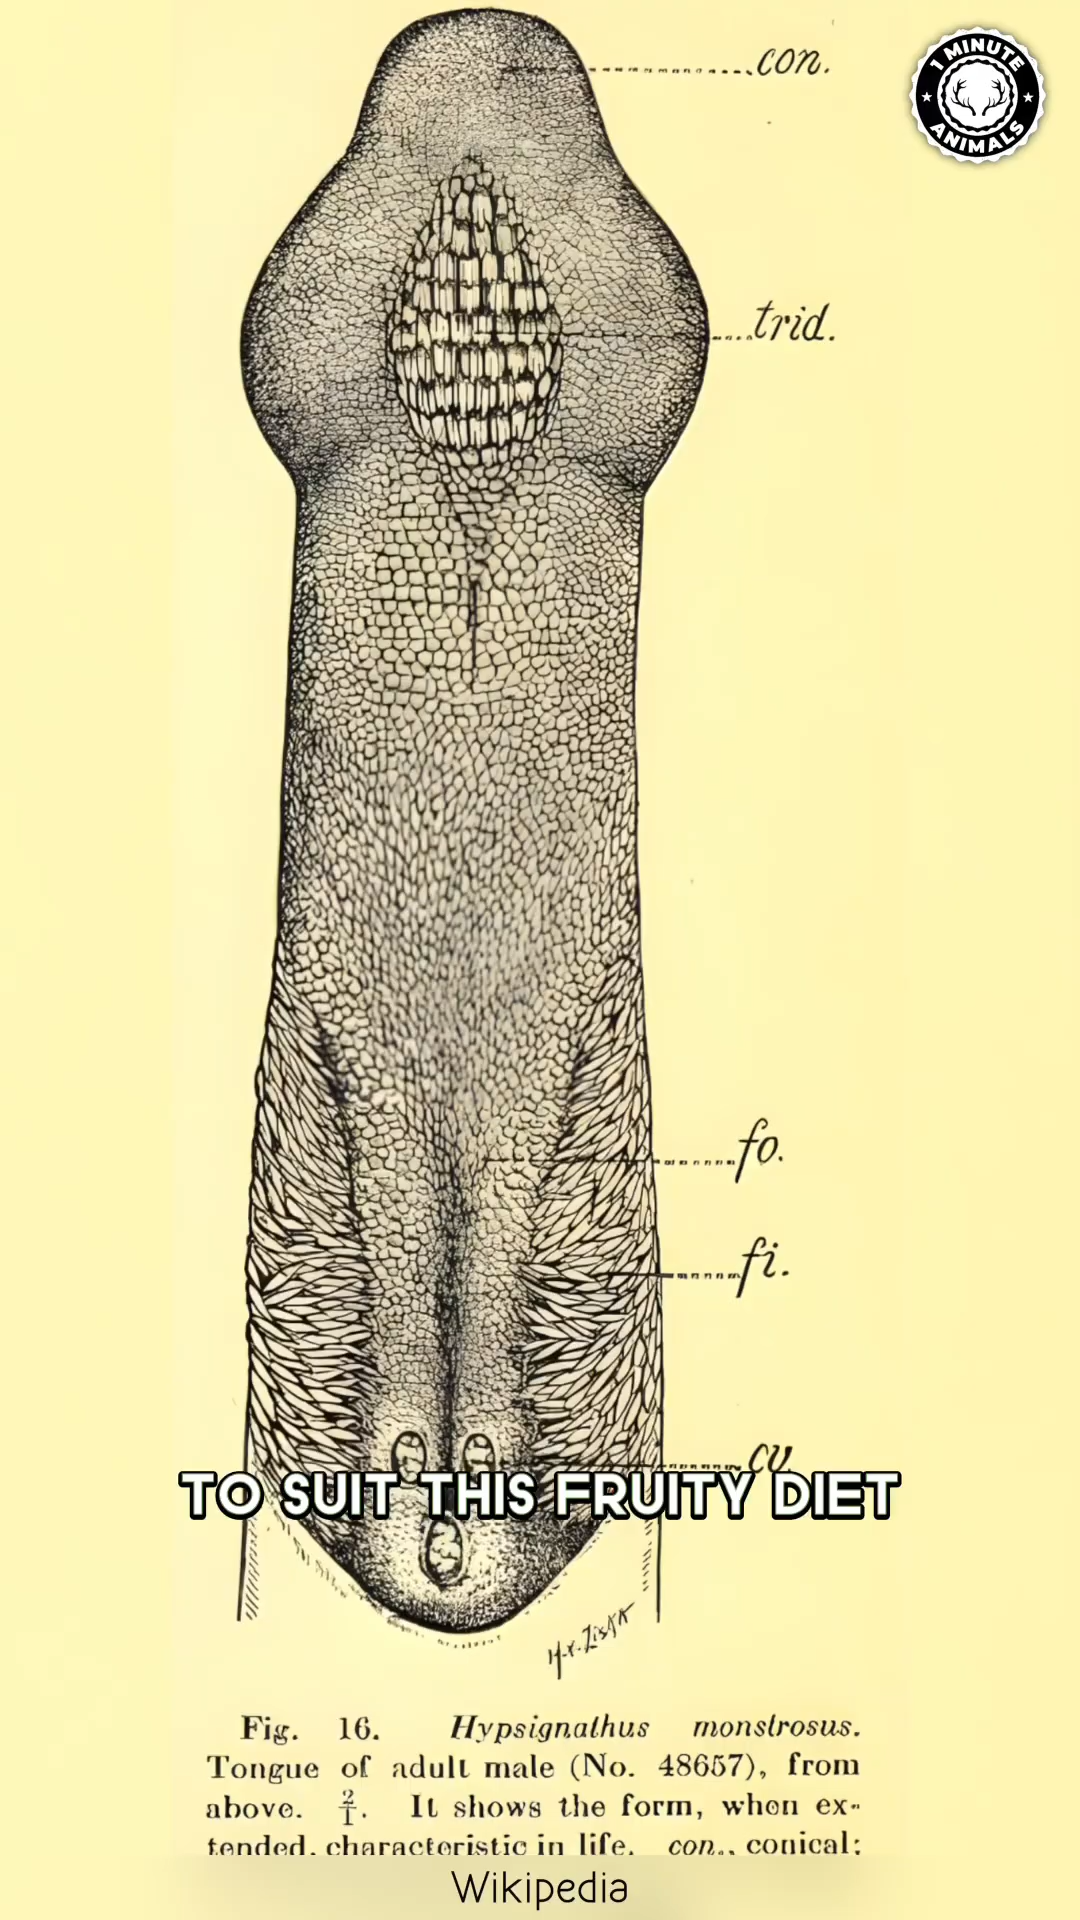 con.
1 MINUTE
ANIMALS
trid.
fo.
fi.
cv.
TO SUIT THIS FRUITY DIET
Fig. 16. Hypsignathus monstrosus.
Tongue of adult male (No. 48657), from
above. 2/1. It shows the form, when ex-
tended, characteristic in life. con., conical;
Wikipedia